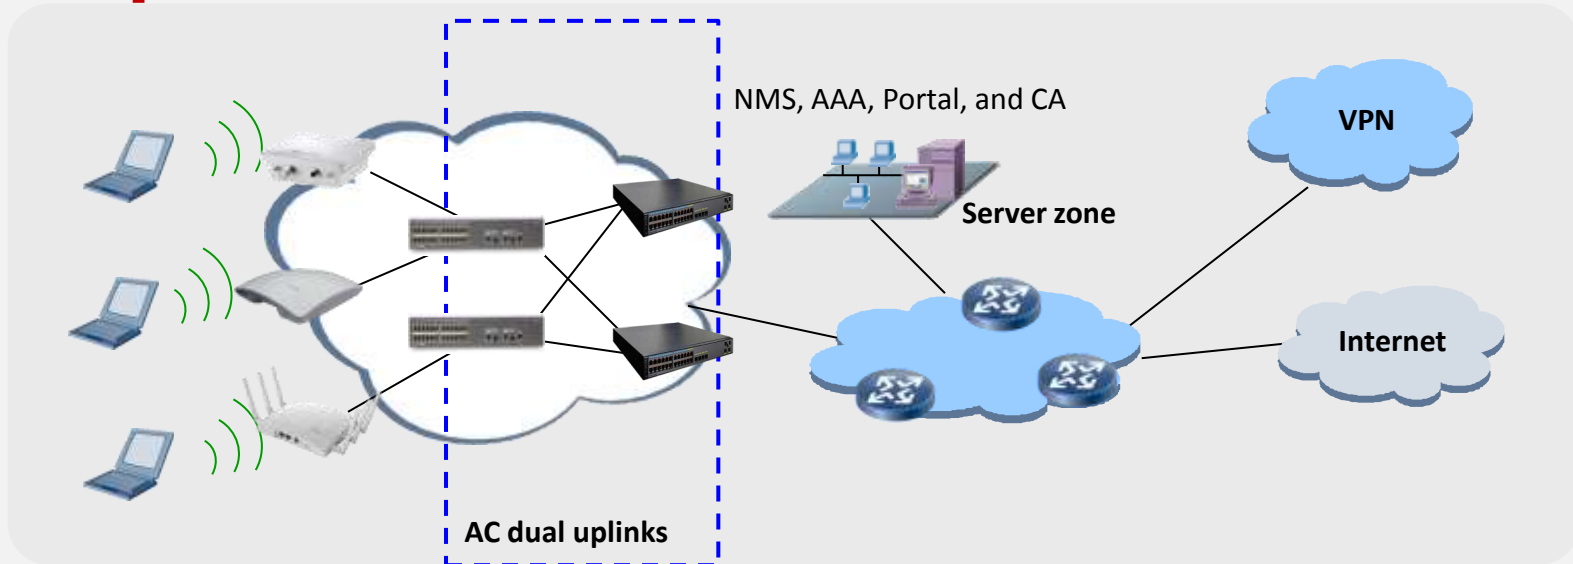 NMS, AAA, Portal, and CA
VPN
Server zone
Internet
AC dual uplinks